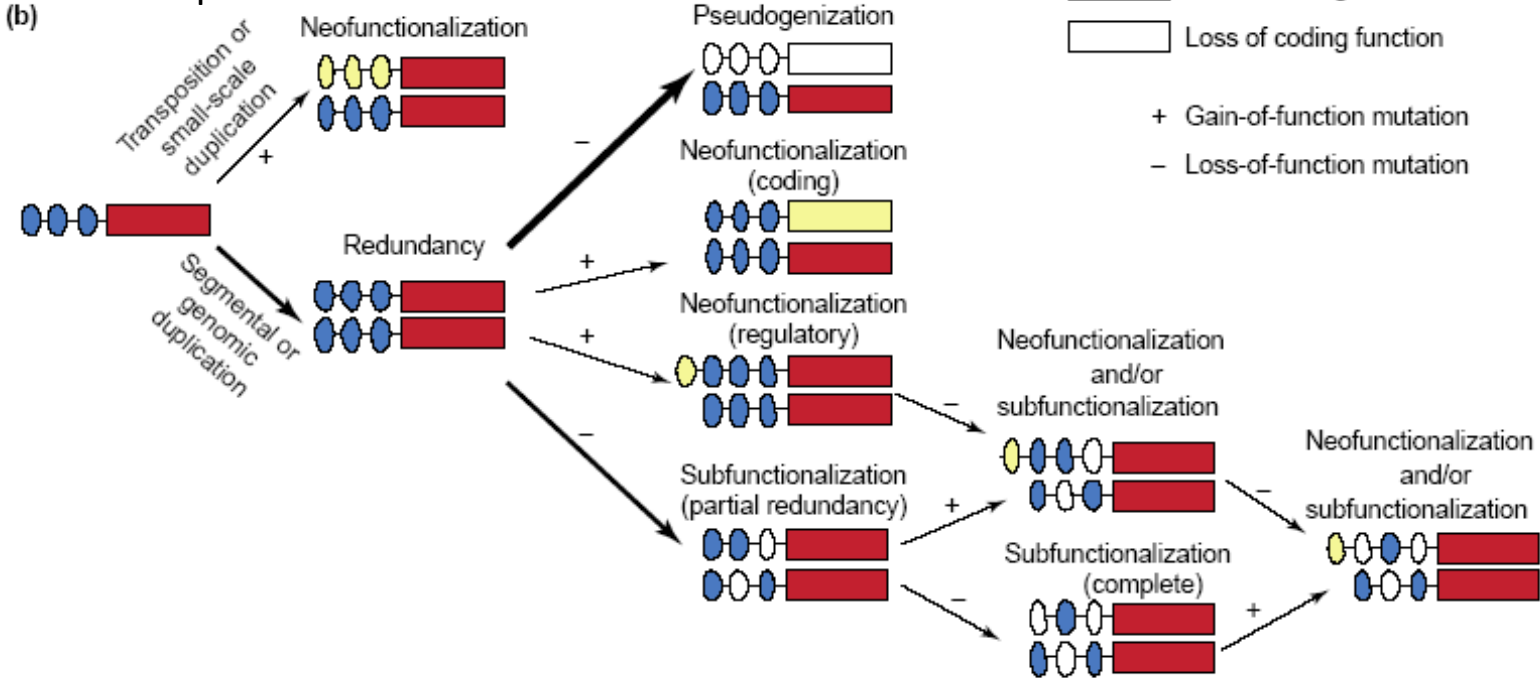 (b)
Neofunctionalization
Pseudogenization
Loss of coding function
Transposition or
small-scale
duplication
+
–
+ Gain-of-function mutation
– Loss-of-function mutation
Neofunctionalization
(coding)
Redundancy
+
Segmental or
genomic
duplication
Neofunctionalization
(regulatory)
+
–
Neofunctionalization
and/or
subfunctionalization
–
Subfunctionalization
(partial redundancy)
+
–
Neofunctionalization
and/or
subfunctionalization
–
Subfunctionalization
(complete)
+